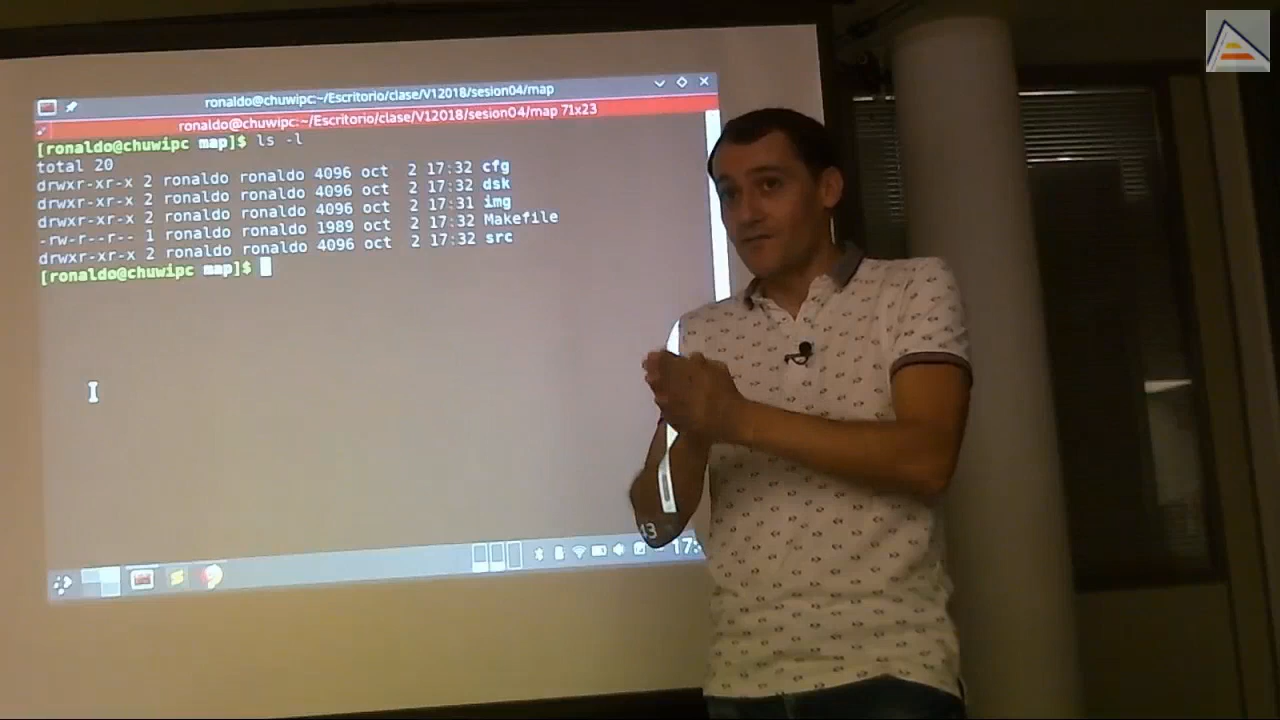 ronaldo@chuwipc:~/Escritorio/clase/V12018/sesion04/map
ronaldo@chuwipc:~/Escritorio/clase/V12018/sesion04/map 71x23
[ronaldo@chuwipc map]$ ls -l
total 20
drwxr-xr-x 2 ronaldo ronaldo 4096 oct  2 17:32 cfg
drwxr-xr-x 2 ronaldo ronaldo 4096 oct  2 17:32 dsk
drwxr-xr-x 2 ronaldo ronaldo 4096 oct  2 17:31 img
-rw-r--r-- 1 ronaldo ronaldo 1989 oct  2 17:32 Makefile
drwxr-xr-x 2 ronaldo ronaldo 4096 oct  2 17:32 src
[ronaldo@chuwipc map]$